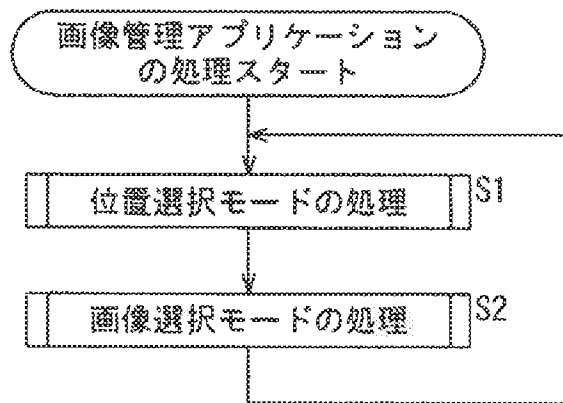 画像管理アプリケーション
の処理スタート
位置選択モードの処理
S1
画像選択モードの処理
S2